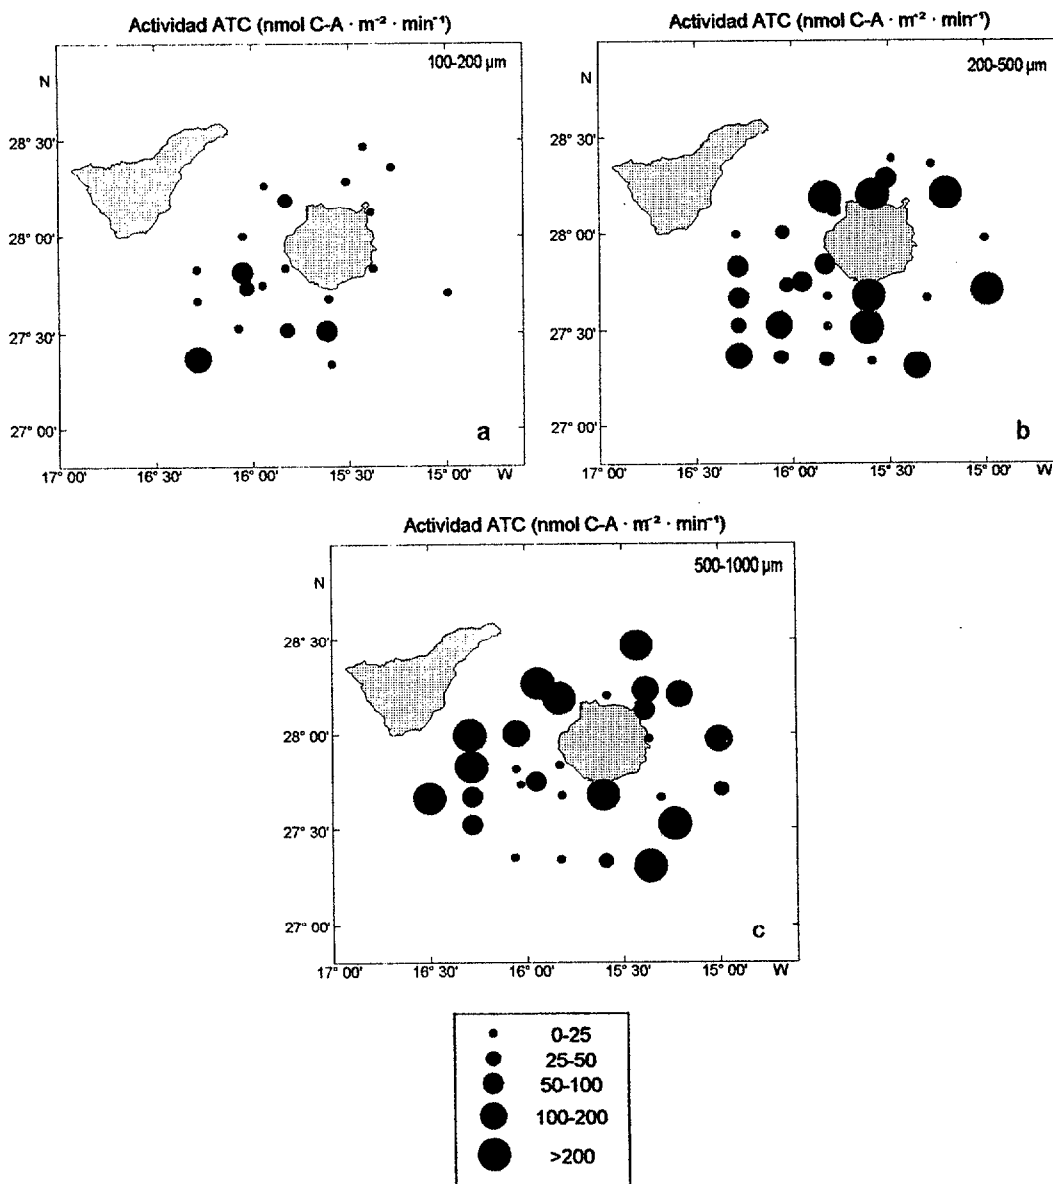 Actividad ATC (nmol C-A · m⁻² · min⁻¹)
100-200 µm
N
28° 30'
28° 00'
27° 30'
27° 00'
a
17° 00'
16° 30'
16° 00'
15° 30'
15° 00'
W
Actividad ATC (nmol C-A · m⁻² · min⁻¹)
200-500 µm
N
28° 30'
28° 00'
27° 30'
27° 00'
b
17° 00'
16° 30'
16° 00'
15° 30'
15° 00'
W
Actividad ATC (nmol C-A · m⁻² · min⁻¹)
500-1000 µm
N
28° 30'
28° 00'
27° 30'
27° 00'
c
17° 00'
16° 30'
16° 00'
15° 30'
15° 00'
W
0-25
25-50
50-100
100-200
>200